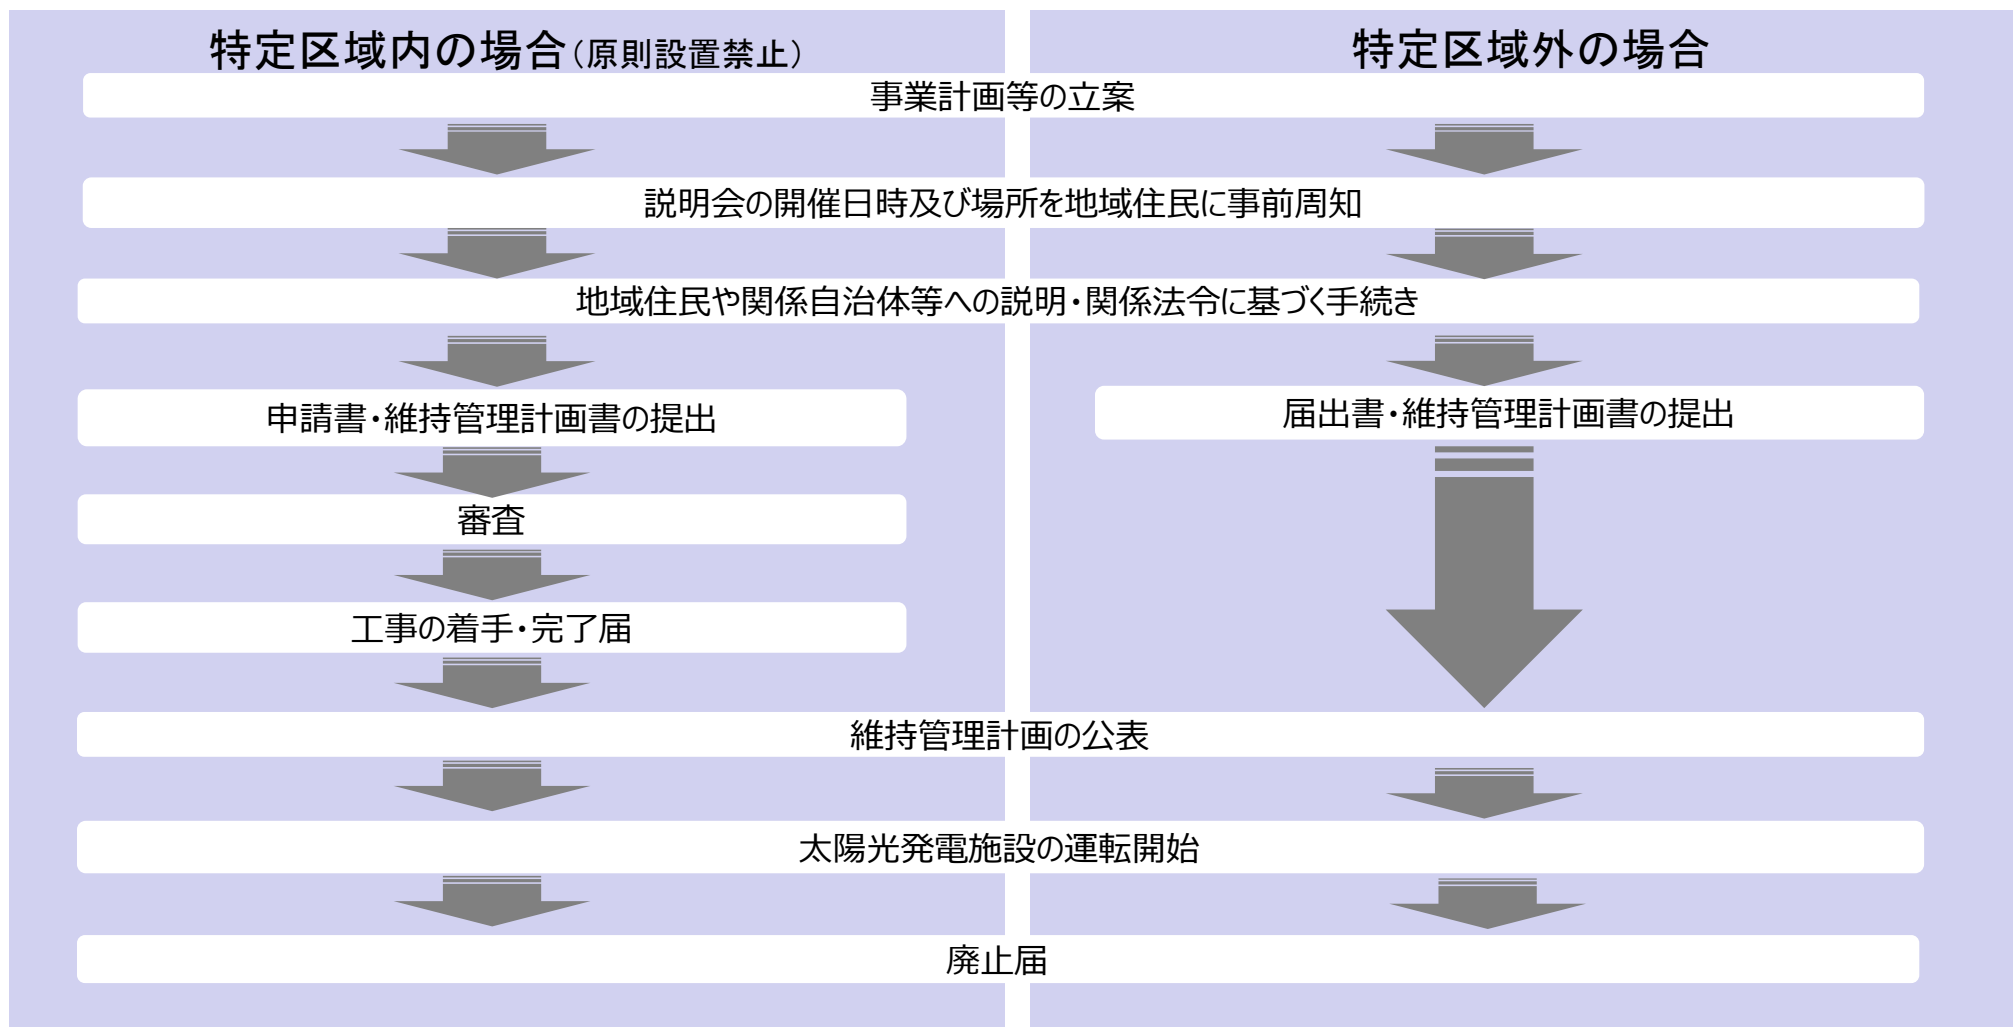 特定区域内の場合（原則設置禁止）
特定区域外の場合
事業計画等の立案
説明会の開催日時及び場所を地域住民に事前周知
地域住民や関係自治体等への説明・関係法令に基づく手続き
申請書・維持管理計画書の提出
届出書・維持管理計画書の提出
審査
工事の着手・完了届
維持管理計画の公表
太陽光発電施設の運転開始
廃止届